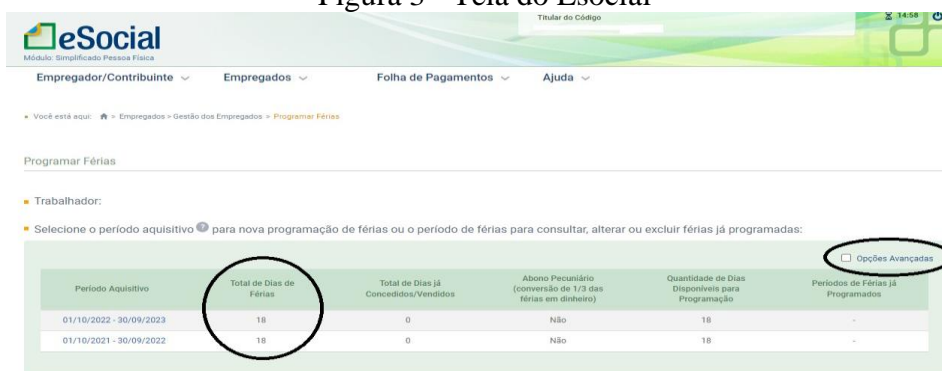 Figura 3 - Tela do Esocial
Titular do Código
14:58
eSocial
Módulo: Simplificado Pessoa Física
Empregador/Contribuinte Empregados Folha de Pagamentos Ajuda
Você está aqui: > Empregados > Gestão dos Empregados > Programar Férias
Programar Férias
Trabalhador:
Selecione o período aquisitivo ? para nova programação de férias ou o período de férias para consultar, alterar ou excluir férias já programadas:
Opções Avançadas
Período Aquisitivo Total de Dias de Férias Total de Dias já Concedidos/Vendidos Abono Pecuniário (conversão de 1/3 das férias em dinheiro) Quantidade de Dias Disponíveis para Programação Períodos de Férias já Programados
01/10/2022 - 30/09/2023 18 0 Não 18 -
01/10/2021 - 30/09/2022 18 0 Não 18 -